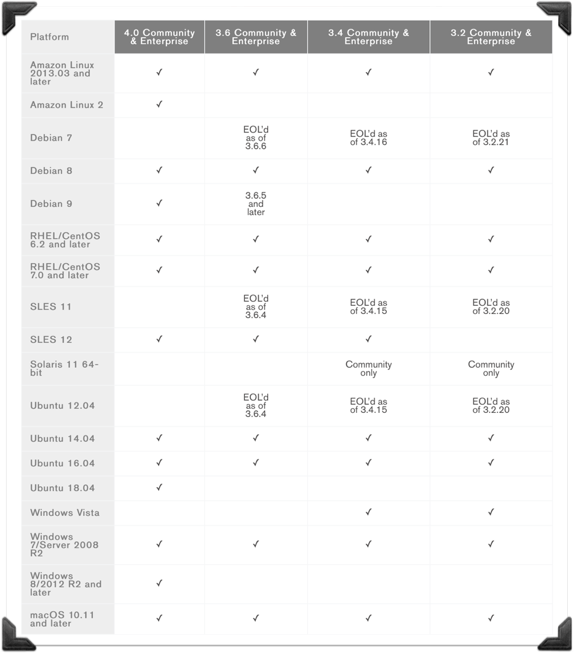 Platform
4.0 Community
& Enterprise
3.6 Community &
Enterprise
3.4 Community &
Enterprise
3.2 Community &
Enterprise
Amazon Linux
2013.03 and
later
✓ ✓ ✓ ✓
Amazon Linux 2
✓
Debian 7
EOL'd
as of
3.6.6
EOL'd as
of 3.4.16
EOL'd as
of 3.2.21
Debian 8
✓ ✓ ✓ ✓
Debian 9
✓
3.6.5
and
later
RHEL/CentOS
6.2 and later
✓ ✓ ✓ ✓
RHEL/CentOS
7.0 and later
✓ ✓ ✓ ✓
SLES 11
EOL'd
as of
3.6.4
EOL'd as
of 3.4.15
EOL'd as
of 3.2.20
SLES 12
✓ ✓ ✓
Solaris 11 64-
bit
Community
only
Community
only
Ubuntu 12.04
EOL'd
as of
3.6.4
EOL'd as
of 3.4.15
EOL'd as
of 3.2.20
Ubuntu 14.04
✓ ✓ ✓ ✓
Ubuntu 16.04
✓ ✓ ✓ ✓
Ubuntu 18.04
✓
Windows Vista
✓ ✓
Windows
7/Server 2008
R2
✓ ✓ ✓ ✓
Windows
8/2012 R2 and
later
✓
macOS 10.11
and later
✓ ✓ ✓ ✓